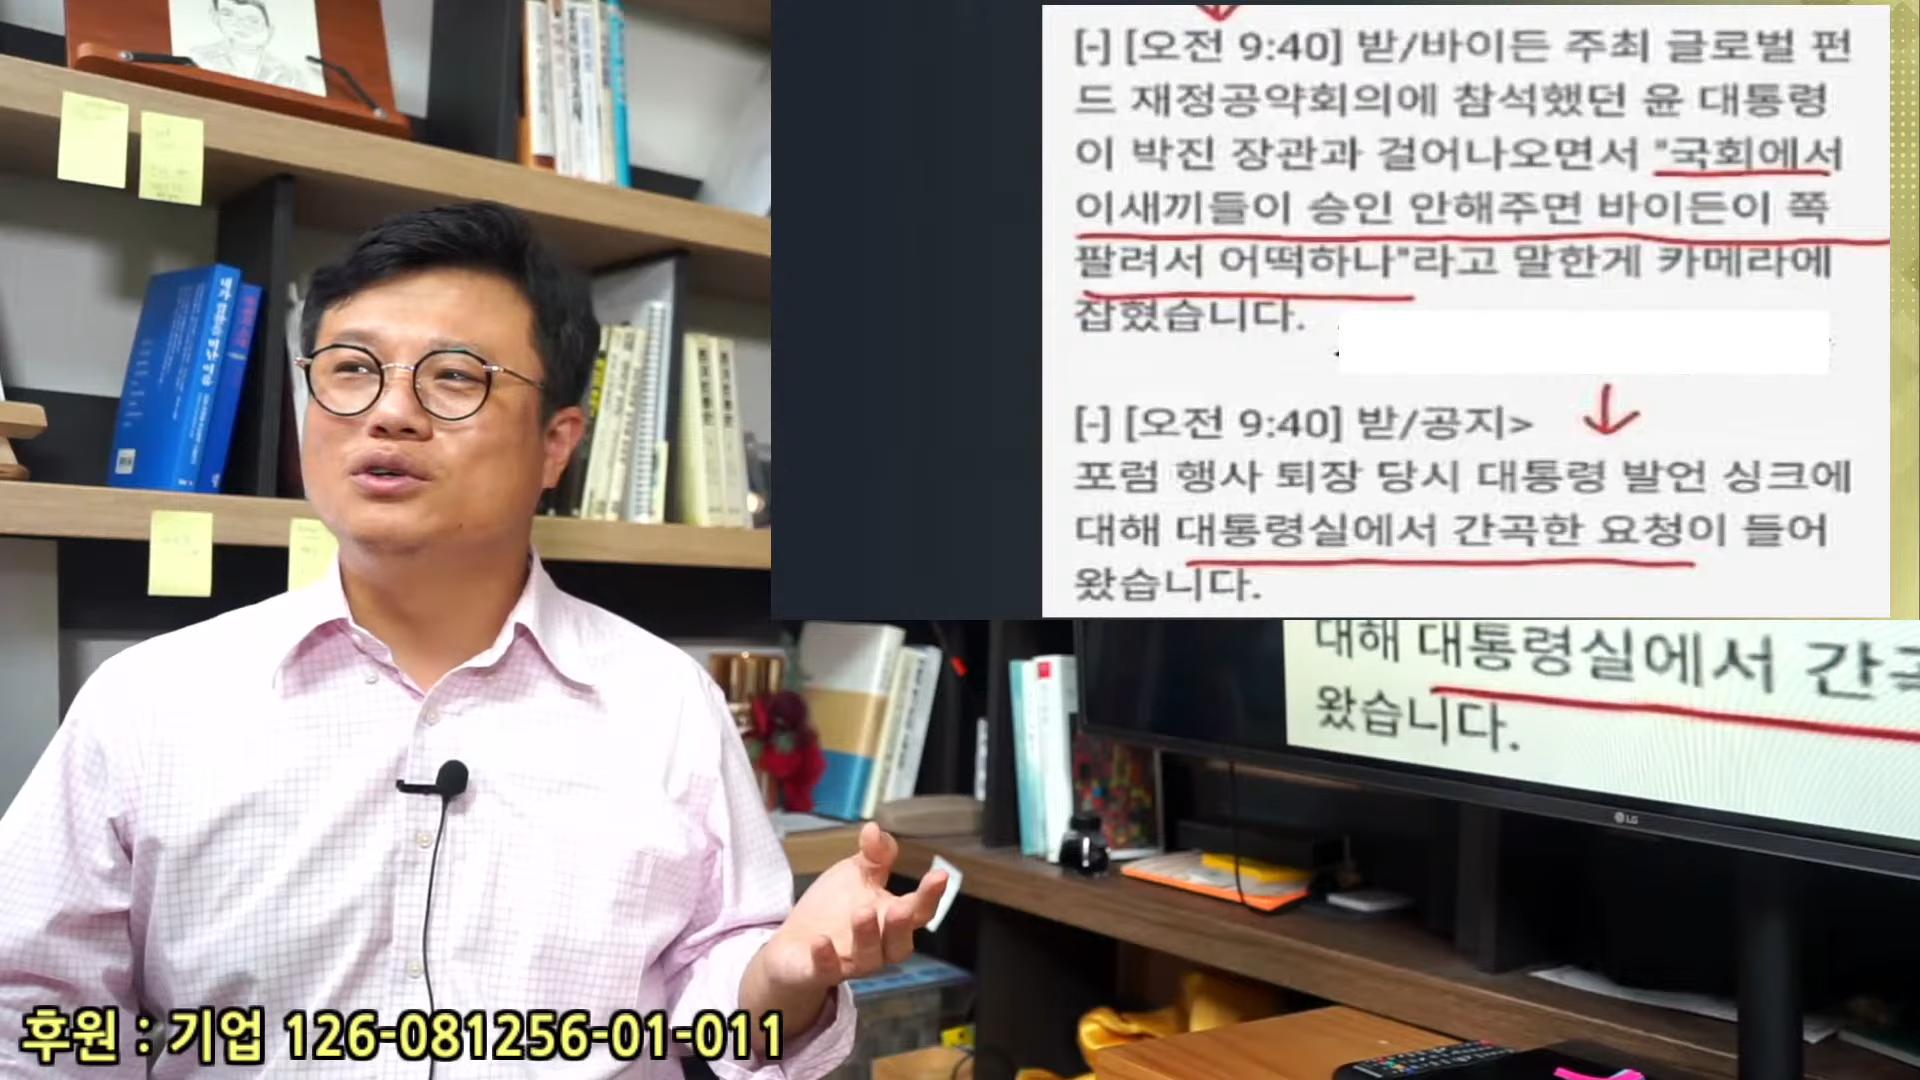 [-] [오전 9:40] 받/바이든 주최 글로벌 펀
드 재정공약회의에 참석했던 윤 대통령
이 박진 장관과 걸어나오면서 "국회에서
이새끼들이 승인 안해주면 바이든이 쪽
팔려서 어떡하나"라고 말한게 카메라에
잡혔습니다.
[-] [오전 9:40] 받/공지>
포럼 행사 퇴장 당시 대통령 발언 싱크에
대해 대통령실에서 간곡한 요청이 들어
왔습니다.
대해 대통령실에서 간
왔습니다.
LG
후원 : 기업 126-081256-01-011